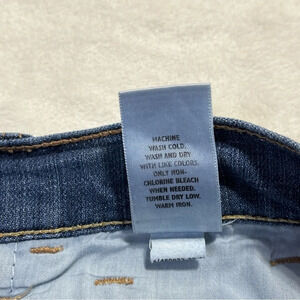 MACHINE
WASH COLD.
WASH AND DRY
WITH LIKE COLORS.
ONLY NON-
CHLORINE BLEACH
WHEN NEEDED.
TUMBLE DRY LOW.
WARM IRON.